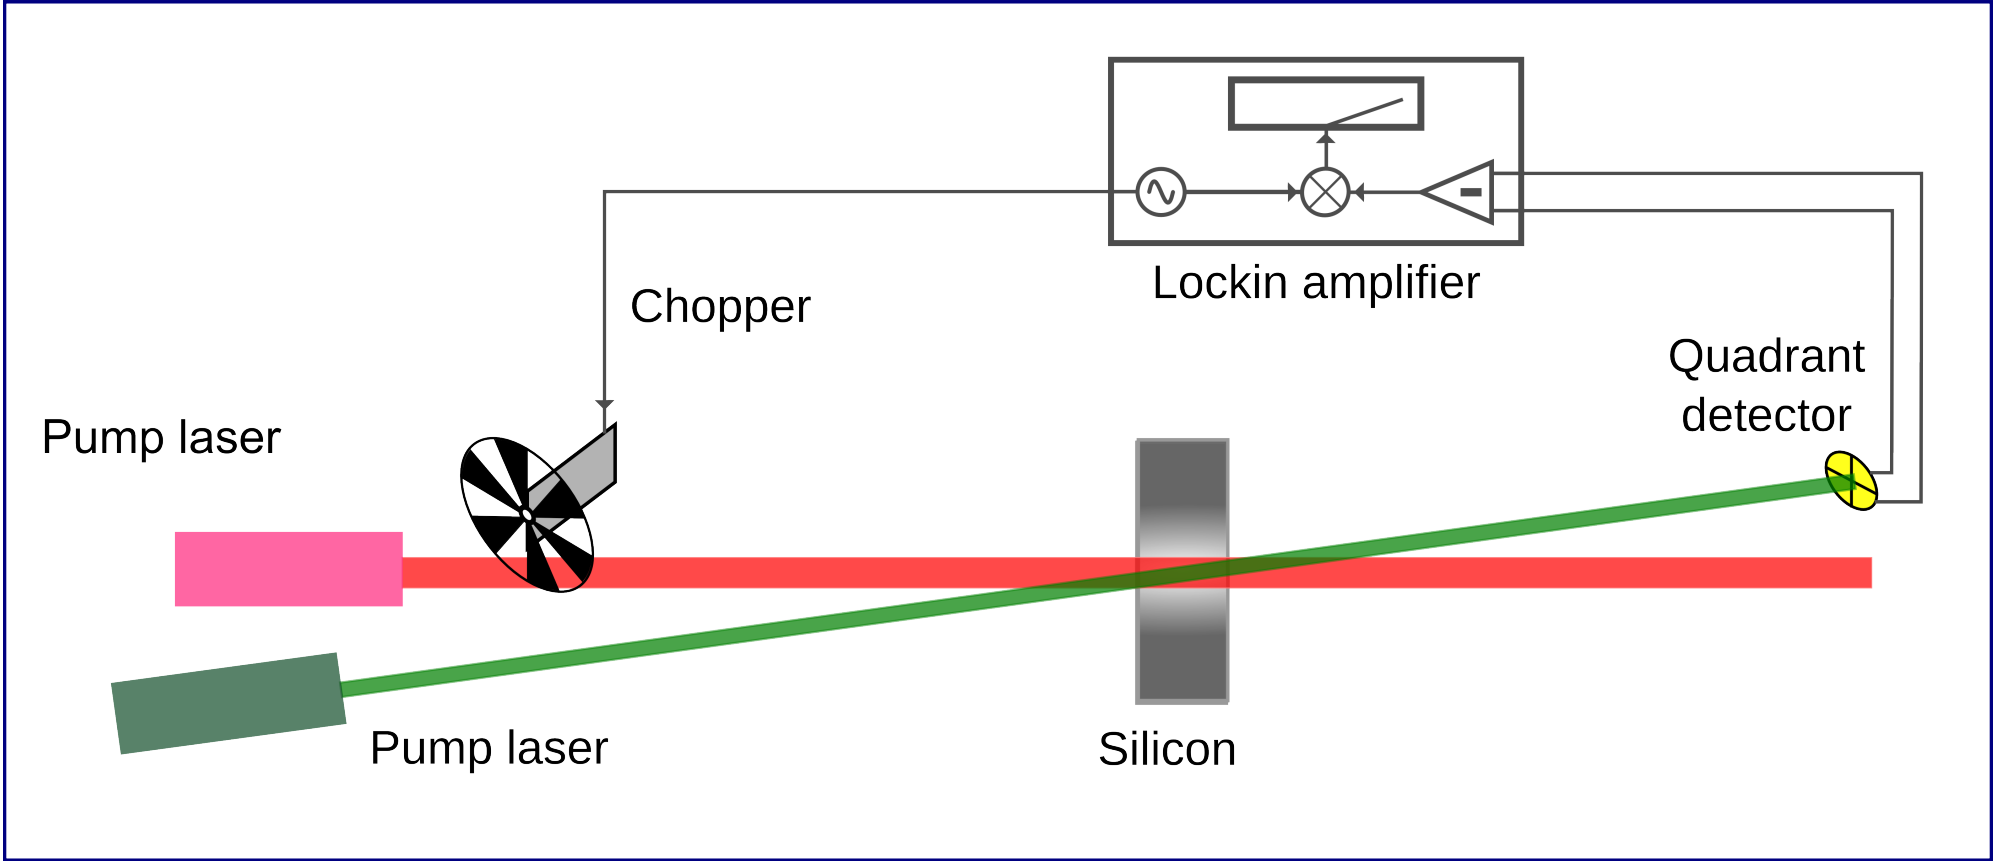 Lockin amplifier
Chopper
Quadrant
detector
Pump laser
Pump laser
Silicon